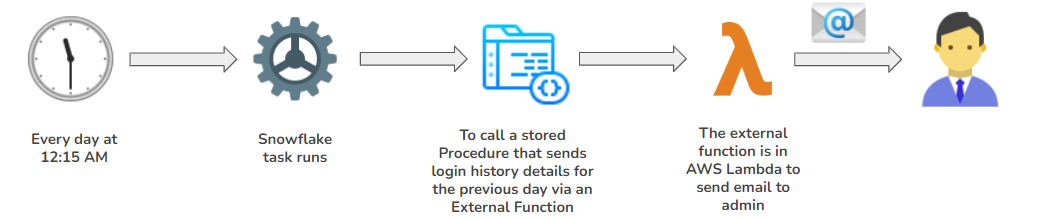 Every day at
12:15 AM
Snowflake
task runs
To call a stored
Procedure that sends
login history details for
the previous day via an
External Function
The external
function is in
AWS Lambda to
send email to
admin